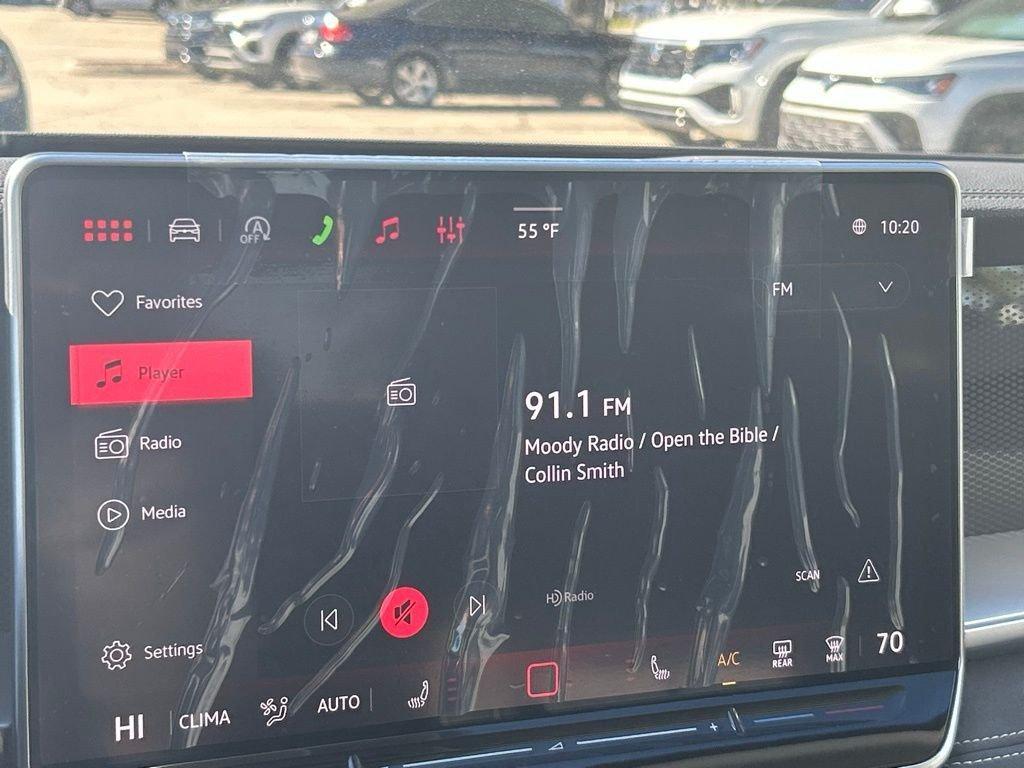 A
OFF
55 °F
10:20
Favorites
FM
Player
91.1 FM
Radio
Moody Radio / Open the Bible /
Collin Smith
Media
SCAN
HD Radio
Settings
A/C
REAR
MAX
70
HI
CLIMA
AUTO